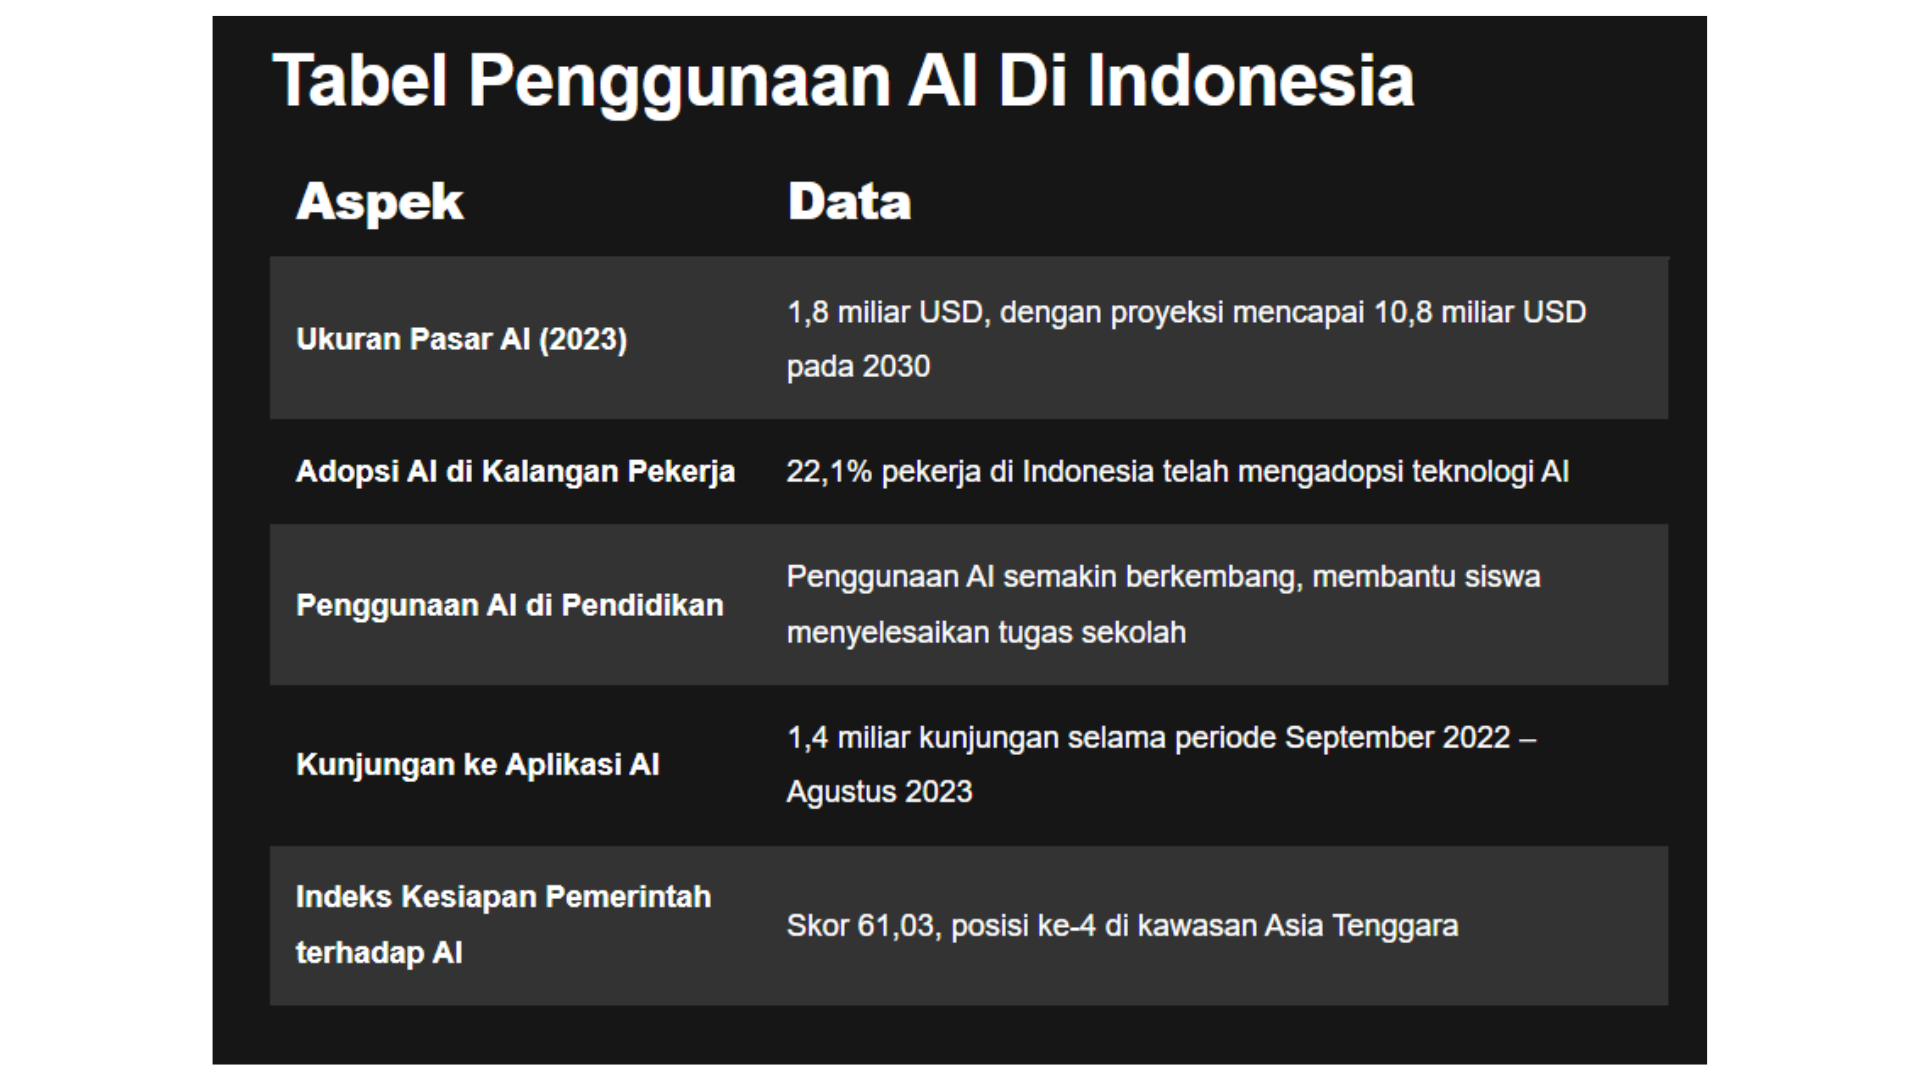 Tabel Penggunaan AI Di Indonesia
Aspek Data
Ukuran Pasar AI (2023)
1,8 miliar USD, dengan proyeksi mencapai 10,8 miliar USD
pada 2030
Adopsi AI di Kalangan Pekerja
22,1% pekerja di Indonesia telah mengadopsi teknologi AI
Penggunaan AI di Pendidikan
Penggunaan AI semakin berkembang, membantu siswa
menyelesaikan tugas sekolah
Kunjungan ke Aplikasi AI
1,4 miliar kunjungan selama periode September 2022 –
Agustus 2023
Indeks Kesiapan Pemerintah
terhadap AI
Skor 61,03, posisi ke-4 di kawasan Asia Tenggara